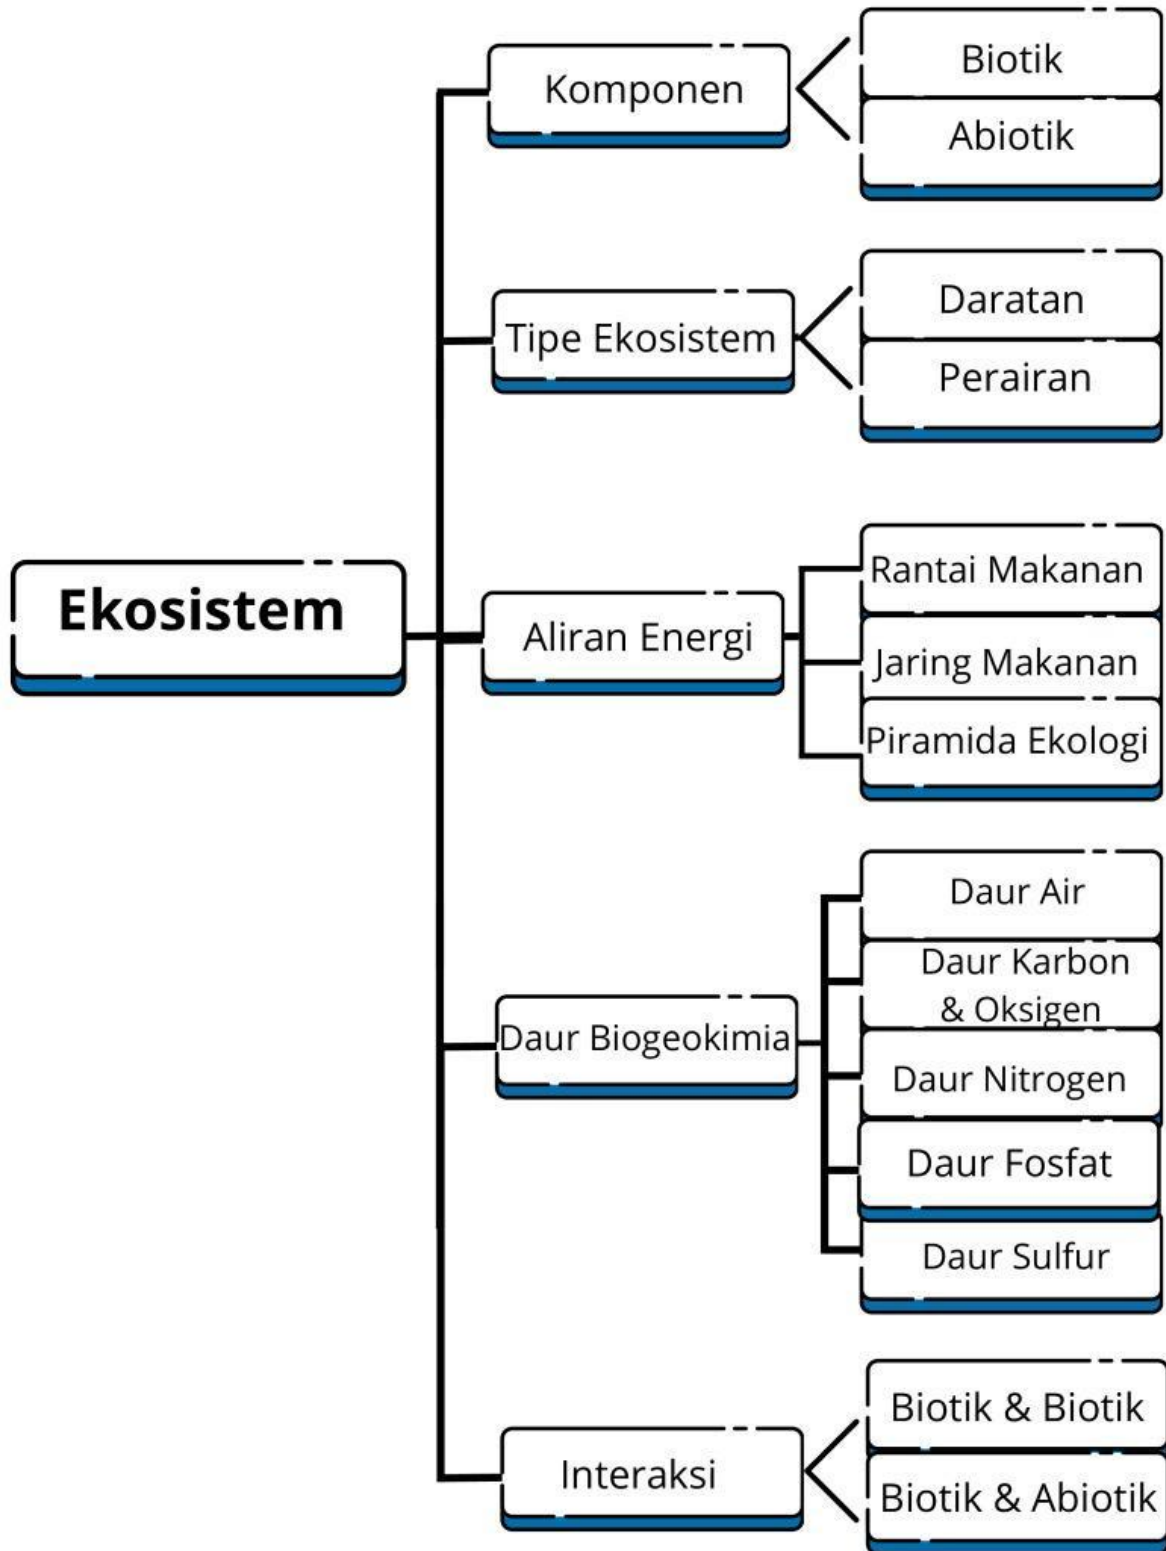 Komponen
Biotik
Abiotik
Tipe Ekosistem
Daratan
Perairan
Ekosistem
Aliran Energi
Rantai Makanan
Jaring Makanan
Piramida Ekologi
Daur Biogeokimia
Daur Air
Daur Karbon
& Oksigen
Daur Nitrogen
Daur Fosfat
Daur Sulfur
Interaksi
Biotik & Biotik
Biotik & Abiotik